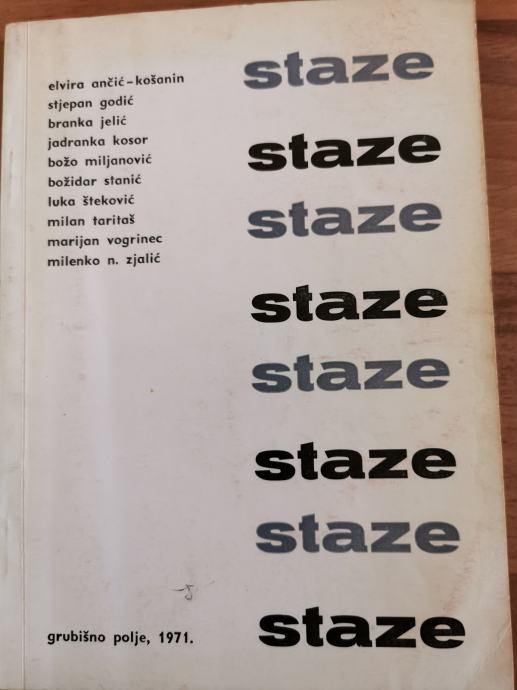 elvira ančić-košanin
stjepan godić
branka jelić
jadranka kosor
božo miljanović
božidar stanić
luka šteković
milan taritaš
marijan vogrinec
milenko n. zjalić
staze
staze
staze
staze
staze
staze
staze
staze
grubišno polje, 1971.